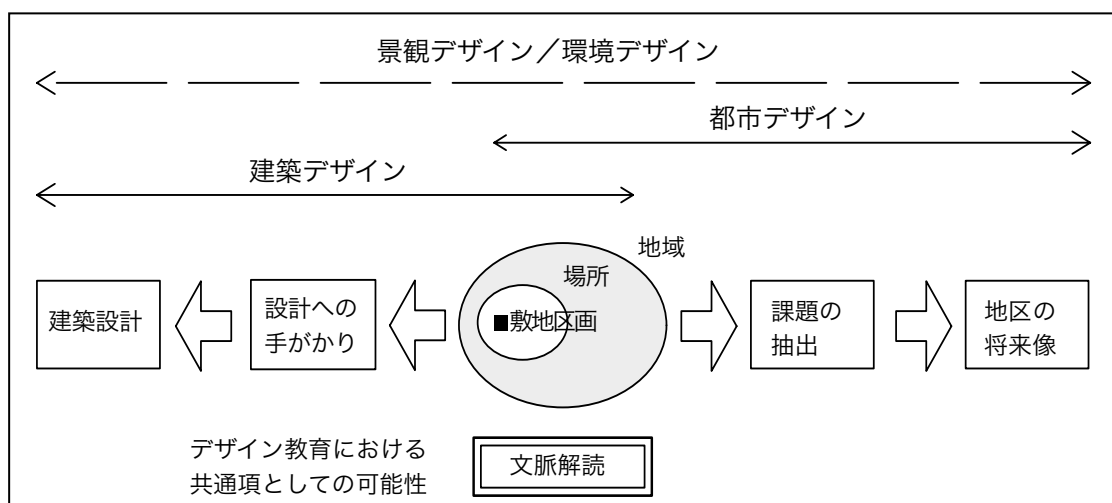 景観デザイン／環境デザイン
都市デザイン
建築デザイン
地域
場所
■敷地区画
建築設計
設計への
手がかり
課題の
抽出
地区の
将来像
デザイン教育における
共通項としての可能性
文脈解読